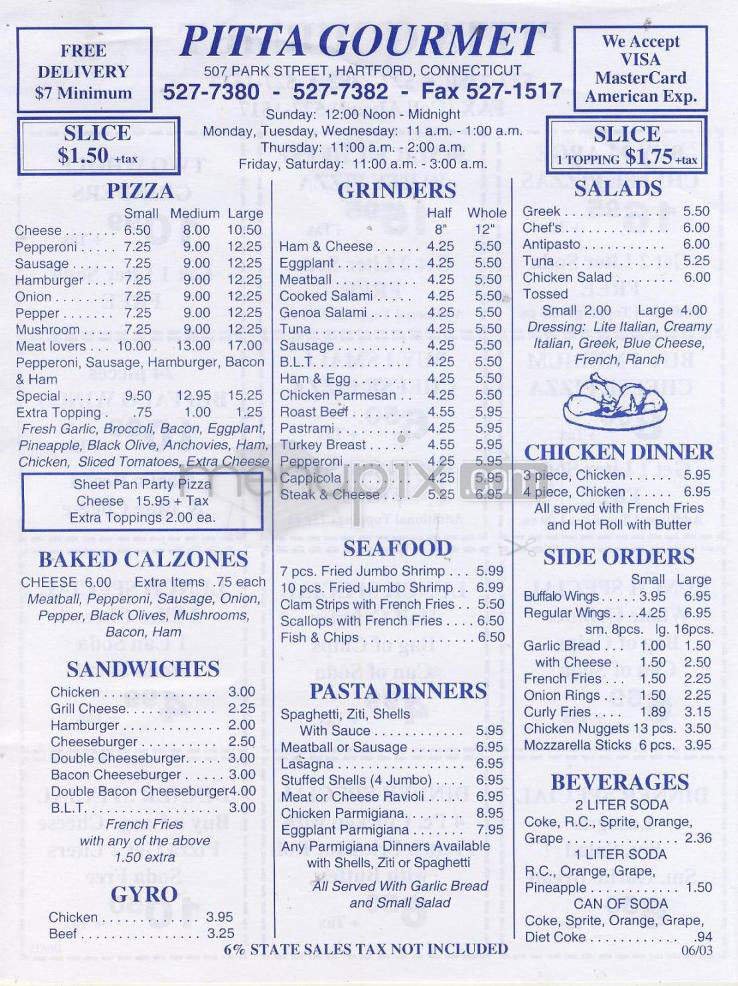 FREE
DELIVERY
$7 Minimum
PITTA GOURMET
507 PARK STREET, HARTFORD, CONNECTICUT
527-7380 - 527-7382 - Fax 527-1517
Sunday: 12:00 Noon - Midnight
Monday, Tuesday, Wednesday: 11 a.m. - 1:00 a.m.
Thursday: 11:00 a.m. - 2:00 a.m.
Friday, Saturday: 11:00 a.m. - 3:00 a.m.
We Accept
VISA
MasterCard
American Exp.
SLICE
$1.50 +tax
SLICE
1 TOPPING $1.75 +tax
PIZZA
Small Medium Large
Cheese . . . . . . . 6.50 8.00 10.50
Pepperoni . . . . . 7.25 9.00 12.25
Sausage . . . . . . 7.25 9.00 12.25
Hamburger . . . . 7.25 9.00 12.25
Onion . . . . . . . . 7.25 9.00 12.25
Pepper . . . . . . . 7.25 9.00 12.25
Mushroom . . . . 7.25 9.00 12.25
Meat lovers . . . 10.00 13.00 17.00
Pepperoni, Sausage, Hamburger, Bacon
& Ham
Special . . . . . . . 9.50 12.95 15.25
Extra Topping . .75 1.00 1.25
Fresh Garlic, Broccoli, Bacon, Eggplant,
Pineapple, Black Olive, Anchovies, Ham,
Chicken, Sliced Tomatoes, Extra Cheese
Sheet Pan Party Pizza
Cheese 15.95 + Tax
Extra Toppings 2.00 ea.
BAKED CALZONES
CHEESE 6.00 Extra Items .75 each
Meatball, Pepperoni, Sausage, Onion,
Pepper, Black Olives, Mushrooms,
Bacon, Ham
SANDWICHES
Chicken . . . . . . . . . . . . . 3.00
Grill Cheese. . . . . . . . . . . 2.25
Hamburger . . . . . . . . . . . 2.00
Cheeseburger . . . . . . . . . 2.50
Double Cheeseburger. . . . . 3.00
Bacon Cheeseburger . . . . . 3.00
Double Bacon Cheeseburger4.00
B.L.T. . . . . . . . . . . . . . . 3.00
French Fries
with any of the above
1.50 extra
GYRO
Chicken . . . . . . . . . . . . . 3.95
Beef . . . . . . . . . . . . . . . . 3.25
GRINDERS
Half Whole
8" 12"
Ham & Cheese . . . . . . 4.25 5.50
Eggplant . . . . . . . . . . 4.25 5.50
Meatball . . . . . . . . . . 4.25 5.50
Cooked Salami . . . . . . 4.25 5.50
Genoa Salami . . . . . . . 4.25 5.50
Tuna . . . . . . . . . . . . . 4.25 5.50
Sausage . . . . . . . . . . 4.25 5.50
B.L.T. . . . . . . . . . . . . 4.25 5.50
Ham & Egg . . . . . . . . 4.25 5.50
Chicken Parmesan . . . 4.25 5.50
Roast Beef . . . . . . . . . 4.55 5.95
Pastrami . . . . . . . . . . 4.25 5.95
Turkey Breast . . . . . . . 4.55 5.95
Pepperoni . . . . . . . . . 4.25 5.95
Cappicola . . . . . . . . . 4.25 5.95
Steak & Cheese . . . . . 5.25 6.95
menupix.com
SEAFOOD
7 pcs. Fried Jumbo Shrimp . . . 5.99
10 pcs. Fried Jumbo Shrimp . . 6.99
Clam Strips with French Fries . . 5.50
Scallops with French Fries . . . . 6.50
Fish & Chips . . . . . . . . . . . . . 6.50
PASTA DINNERS
Spaghetti, Ziti, Shells
With Sauce . . . . . . . . . . . 5.95
Meatball or Sausage . . . . . . . 6.95
Lasagna . . . . . . . . . . . . . . . 6.95
Stuffed Shells (4 Jumbo) . . . . 6.95
Meat or Cheese Ravioli . . . . . 6.95
Chicken Parmigiana. . . . . . . . 8.95
Eggplant Parmigiana . . . . . . . 7.95
Any Parmigiana Dinners Available
with Shells, Ziti or Spaghetti
All Served With Garlic Bread
and Small Salad
SALADS
Greek . . . . . . . . . . . . . . . 5.50
Chef's . . . . . . . . . . . . . . . 6.00
Antipasto . . . . . . . . . . . . 6.00
Tuna . . . . . . . . . . . . . . . . 5.25
Chicken Salad . . . . . . . . . 6.00
Tossed
Small 2.00 Large 4.00
Dressing: Lite Italian, Creamy
Italian, Greek, Blue Cheese,
French, Ranch
CHICKEN DINNER
3 piece, Chicken . . . . . . 5.95
4 piece, Chicken . . . . . . 6.95
All served with French Fries
and Hot Roll with Butter
SIDE ORDERS
Small Large
Buffalo Wings . . . . . 3.95 6.95
Regular Wings. . . .4.25 6.95
sm. 8pcs. lg. 16pcs.
Garlic Bread . . . 1.00 1.50
with Cheese . 1.50 2.50
French Fries . . . 1.50 2.25
Onion Rings . . . 1.50 2.25
Curly Fries . . . . 1.89 3.15
Chicken Nuggets 13 pcs. 3.50
Mozzarella Sticks 6 pcs. 3.95
BEVERAGES
2 LITER SODA
Coke, R.C., Sprite, Orange,
Grape . . . . . . . . . . . . . . . 2.36
1 LITER SODA
R.C., Orange, Grape,
Pineapple . . . . . . . . . . . . 1.50
CAN OF SODA
Coke, Sprite, Orange, Grape,
Diet Coke . . . . . . . . . . . . .94
6% STATE SALES TAX NOT INCLUDED
06/03